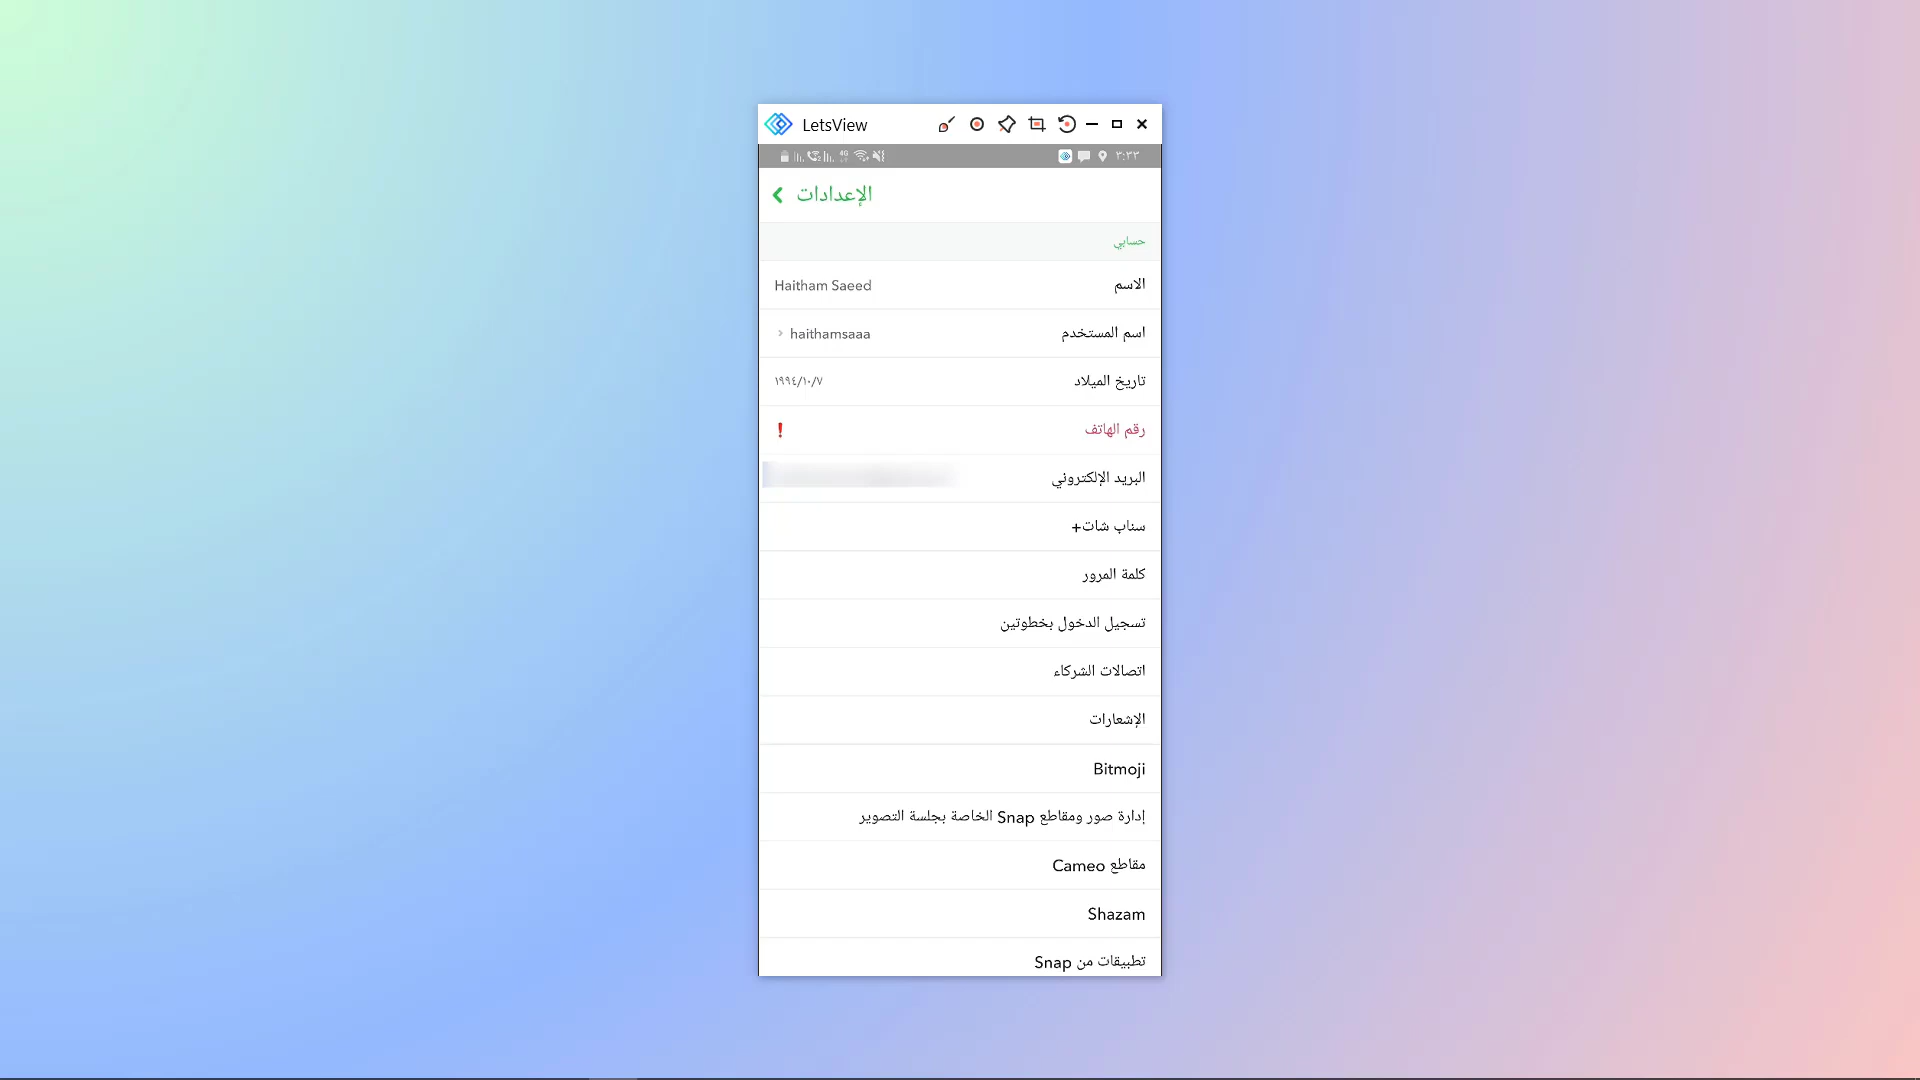 LetsView
4G
٣:٣٣
الإعدادات
حسابي
الاسم Haitham Saeed
اسم المستخدم haithamsaaa
تاريخ الميلاد ١٩٩٤/١٠/٧
رقم الهاتف !
البريد الإلكتروني
سناب شات+
كلمة المرور
تسجيل الدخول بخطوتين
اتصالات الشركاء
الإشعارات
Bitmoji
إدارة صور ومقاطع Snap الخاصة بجلسة التصوير
مقاطع Cameo
Shazam
تطبيقات من Snap